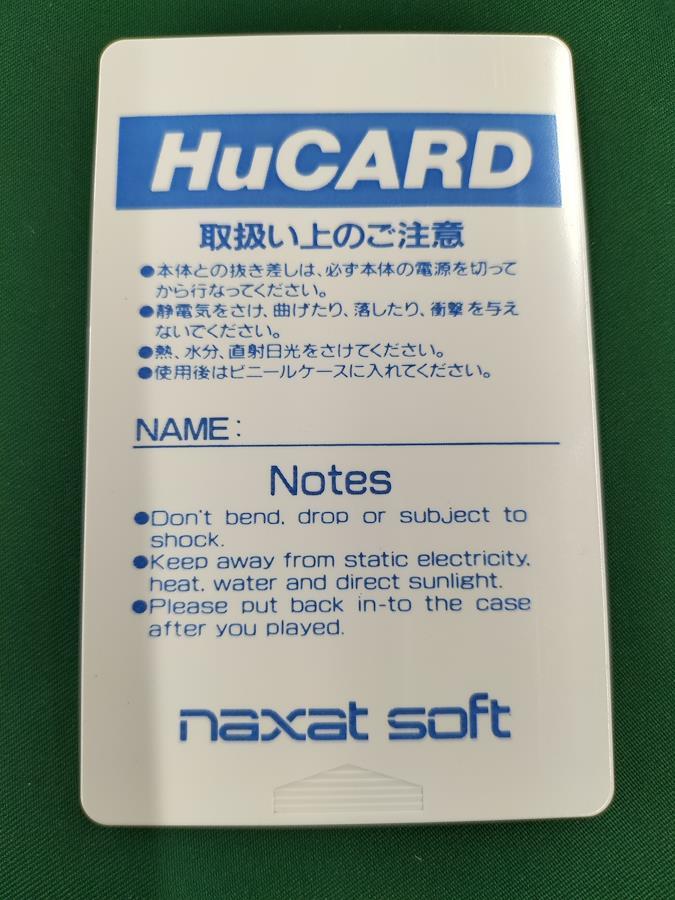 HuCARD
取扱い上のご注意
●本体との抜き差しは、必ず本体の電源を切って
から行なってください。
●静電気をさけ、曲げたり、落したり、衝撃を与え
ないでください。
●熱、水分、直射日光をさけてください。
●使用後はビニールケースに入れてください。
NAME:
Notes
●Don't bend, drop or subject to
shock.
●Keep away from static electricity,
heat, water and direct sunlight.
●Please put back in-to the case
after you played.
naxat soft